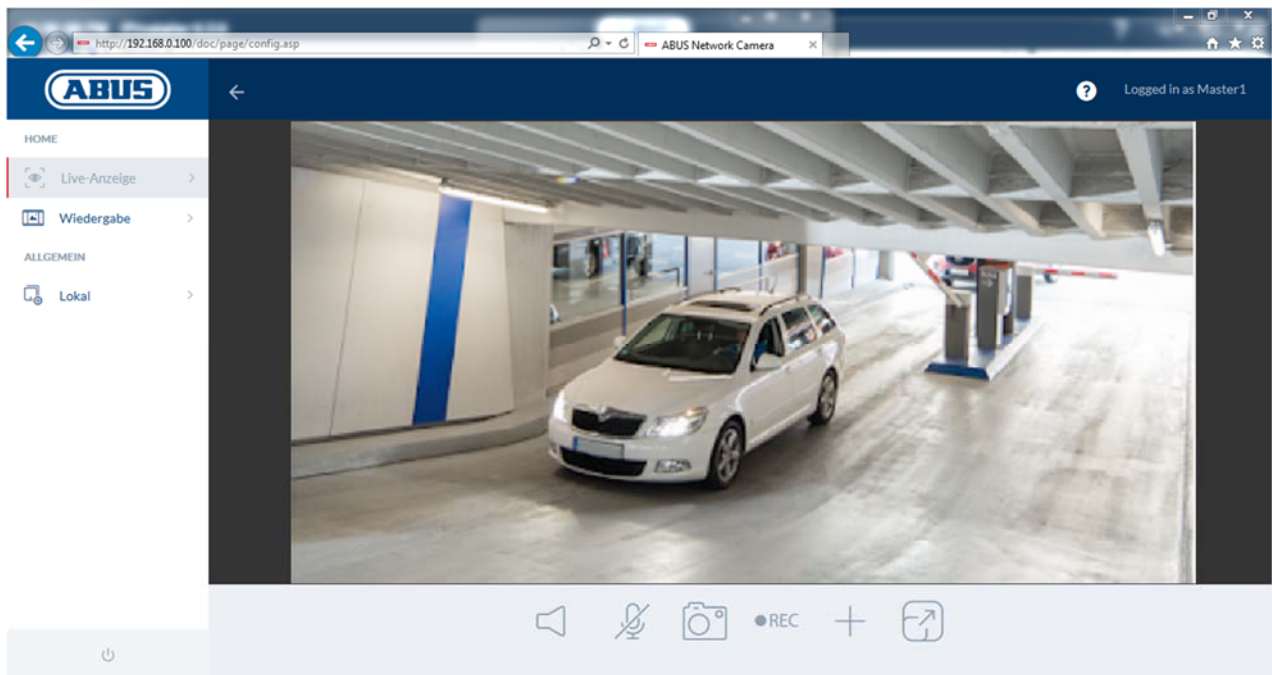 http://192.168.0.100/doc/page/config.asp
ABUS Network Camera
ABUS
Logged in as Master1
HOME
Live-Anzeige
Wiedergabe
ALLGEMEIN
Lokal
REC